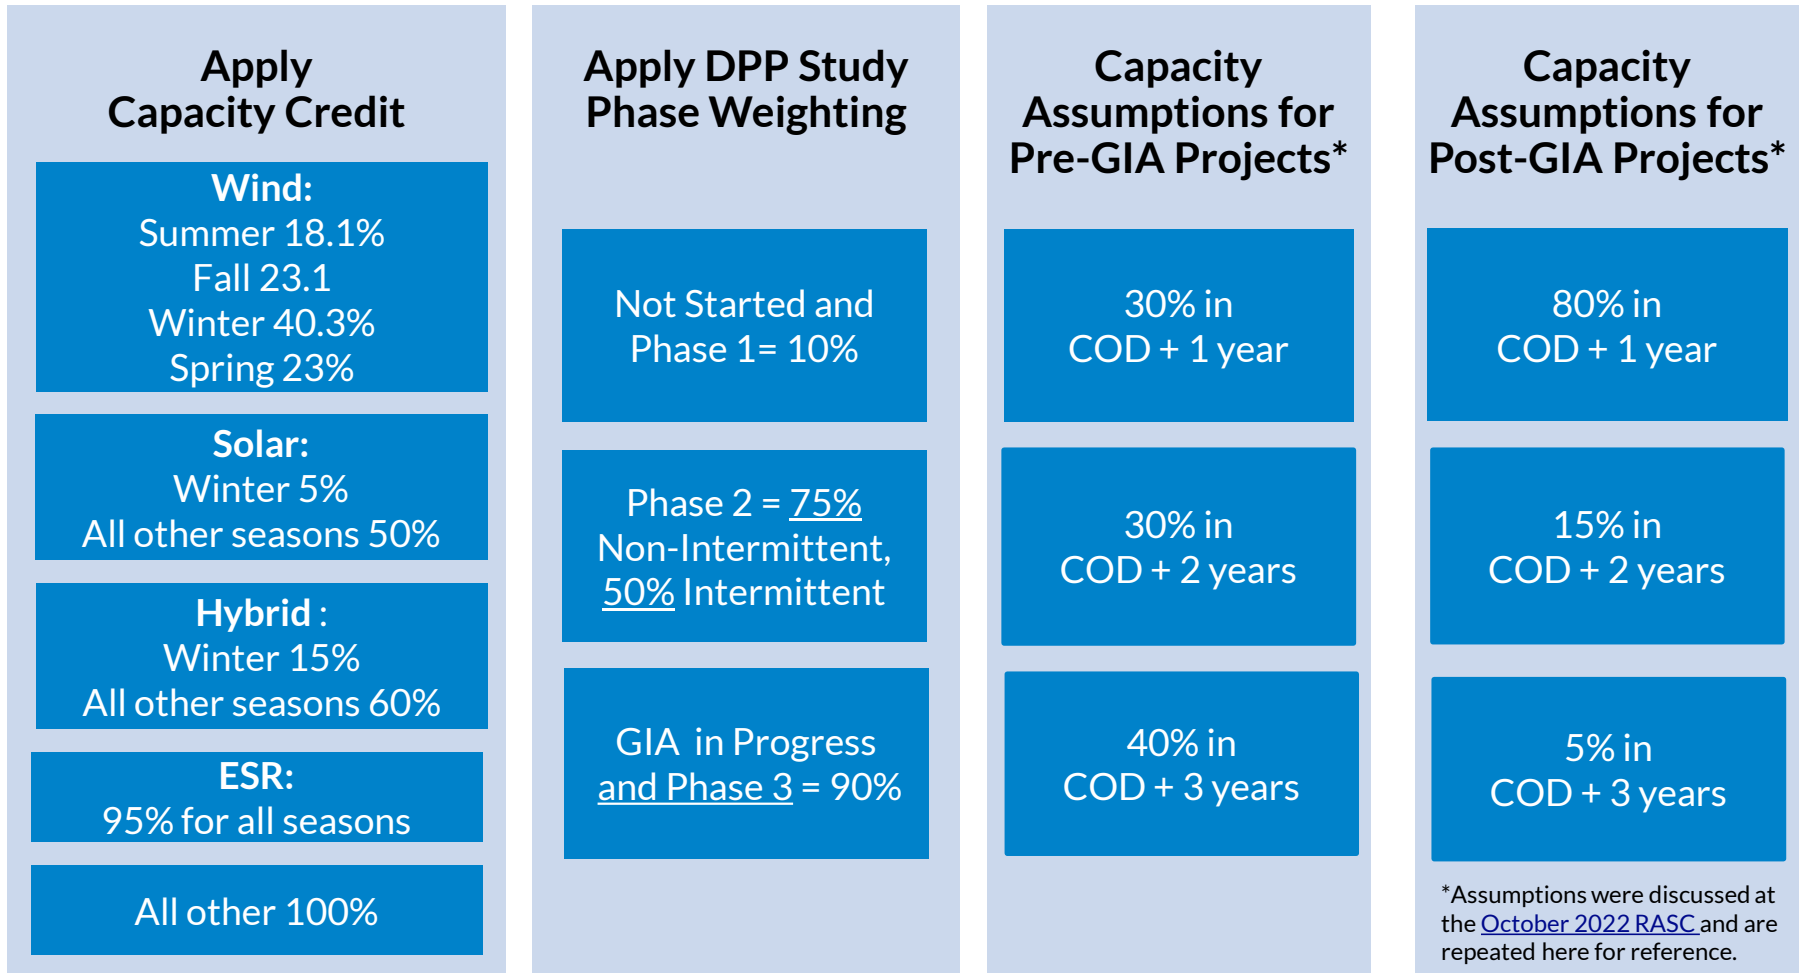 Apply
Capacity Credit
Wind:
Summer 18.1%
Fall 23.1
Winter 40.3%
Spring 23%
Solar:
Winter 5%
All other seasons 50%
Hybrid :
Winter 15%
All other seasons 60%
ESR:
95% for all seasons
All other 100%
Apply DPP Study
Phase Weighting
Not Started and
Phase 1= 10%
Phase 2 = 75%
Non-Intermittent,
50% Intermittent
GIA in Progress
and Phase 3 = 90%
Capacity
Assumptions for
Pre-GIA Projects*
30% in
COD + 1 year
30% in
COD + 2 years
40% in
COD + 3 years
Capacity
Assumptions for
Post-GIA Projects*
80% in
COD + 1 year
15% in
COD + 2 years
5% in
COD + 3 years
*Assumptions were discussed at
the October 2022 RASC and are
repeated here for reference.